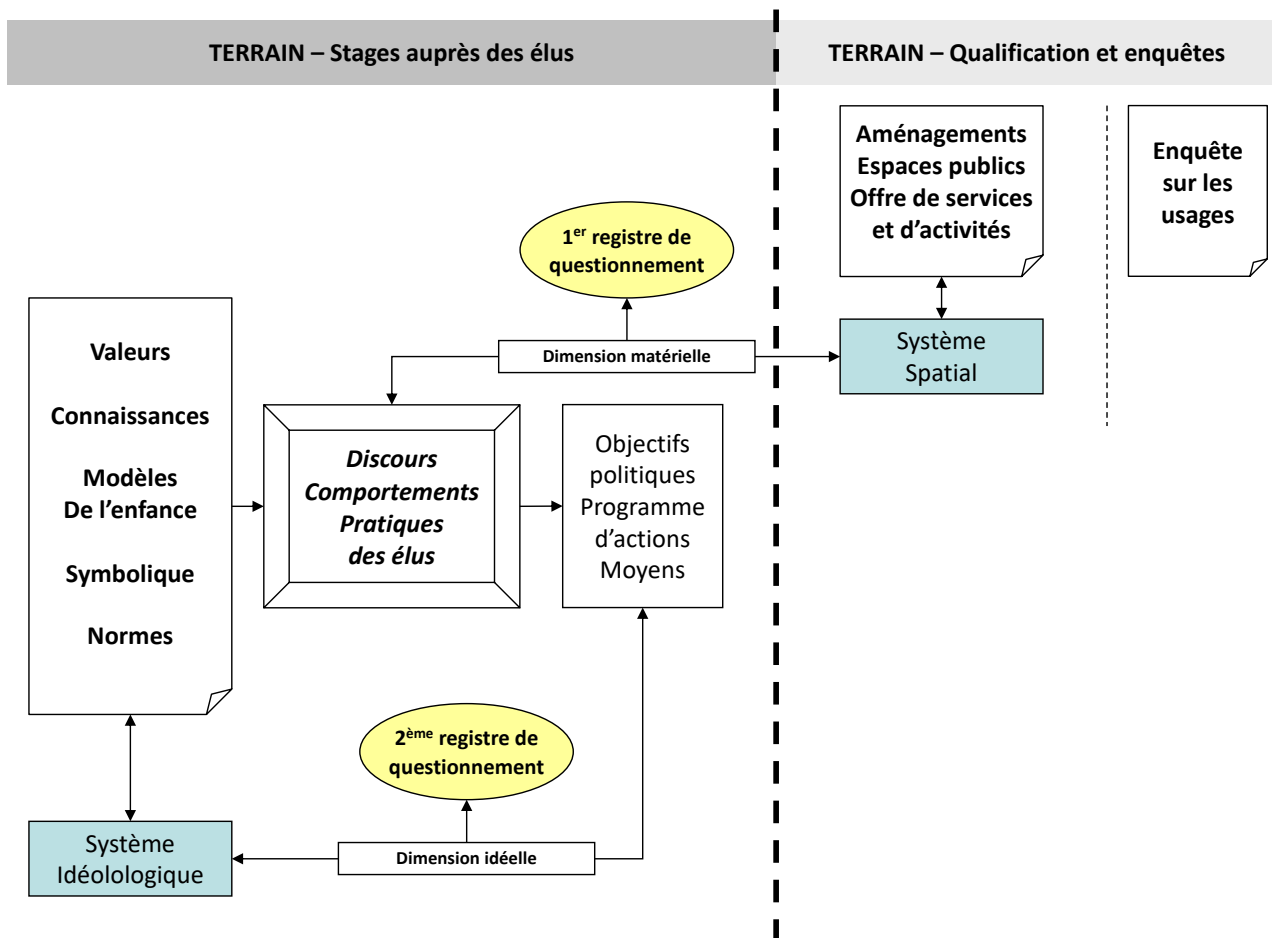 TERRAIN – Stages auprès des élus
TERRAIN – Qualification et enquêtes
Aménagements
Espaces publics
Offre de services
et d’activités
Enquête
sur les
usages
1er registre de
questionnement
Dimension matérielle
Système
Spatial
Valeurs
Connaissances
Modèles
De l’enfance
Symbolique
Normes
Discours
Comportements
Pratiques
des élus
Objectifs
politiques
Programme
d’actions
Moyens
2ème registre de
questionnement
Dimension idéelle
Système
Idéolologique